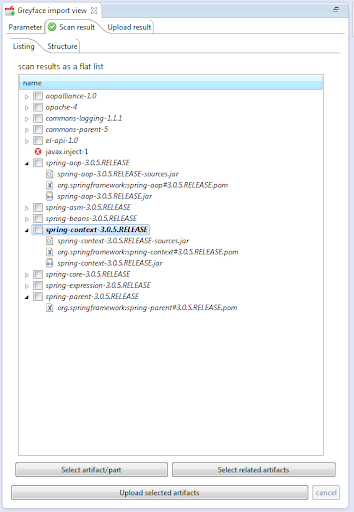 Greyface import view
Parameter
Scan result
Upload result
Listing
Structure
scan results as a flat list
name
aopalliance-1.0
apache-4
commons-logging-1.1.1
commons-parent-5
el-api-1.0
javax.inject-1
spring-aop-3.0.5.RELEASE
spring-aop-3.0.5.RELEASE-sources.jar
org.springframework:spring-aop#3.0.5.RELEASE.pom
spring-aop-3.0.5.RELEASE.jar
spring-asm-3.0.5.RELEASE
spring-beans-3.0.5.RELEASE
spring-context-3.0.5.RELEASE
spring-context-3.0.5.RELEASE-sources.jar
org.springframework:spring-context#3.0.5.RELEASE.pom
spring-context-3.0.5.RELEASE.jar
spring-core-3.0.5.RELEASE
spring-expression-3.0.5.RELEASE
spring-parent-3.0.5.RELEASE
org.springframework:spring-parent#3.0.5.RELEASE.pom
Select artifact/part
Select related artifacts
Upload selected artifacts
cancel